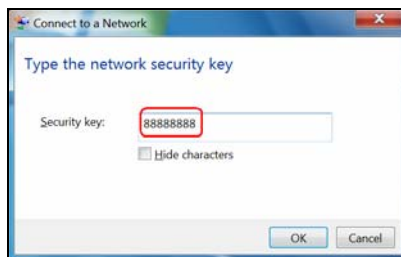 Connect to a Network
Type the network security key
Security key: 88888888
Hide characters
OK Cancel